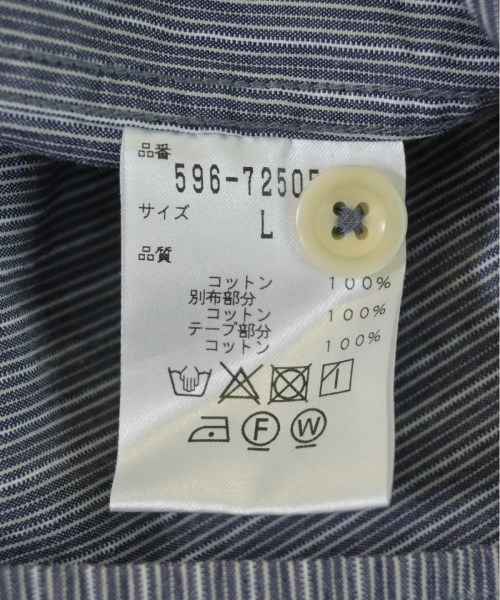 品番
596-72505
サイズ
L
品質
コットン 100%
別布部分
コットン 100%
テープ部分
コットン 100%
F W